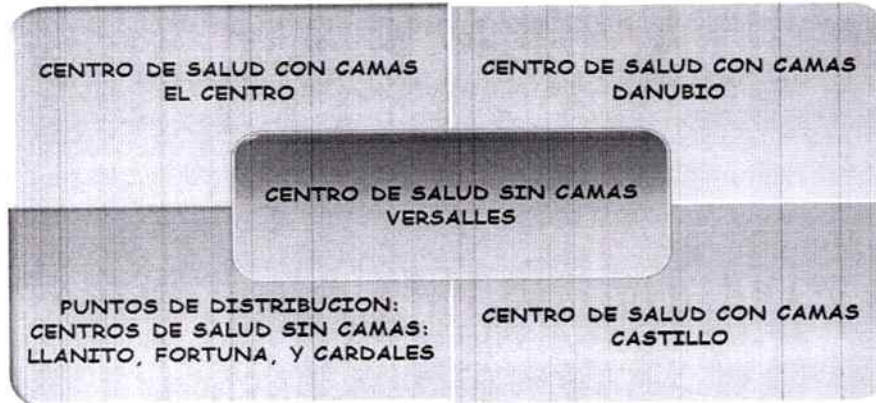 CENTRO DE SALUD CON CAMAS
EL CENTRO
CENTRO DE SALUD CON CAMAS
DANUBIO
CENTRO DE SALUD SIN CAMAS
VERSALLES
PUNTOS DE DISTRIBUCION:
CENTROS DE SALUD SIN CAMAS:
LLANITO, FORTUNA, Y CARDALES
CENTRO DE SALUD CON CAMAS
CASTILLO